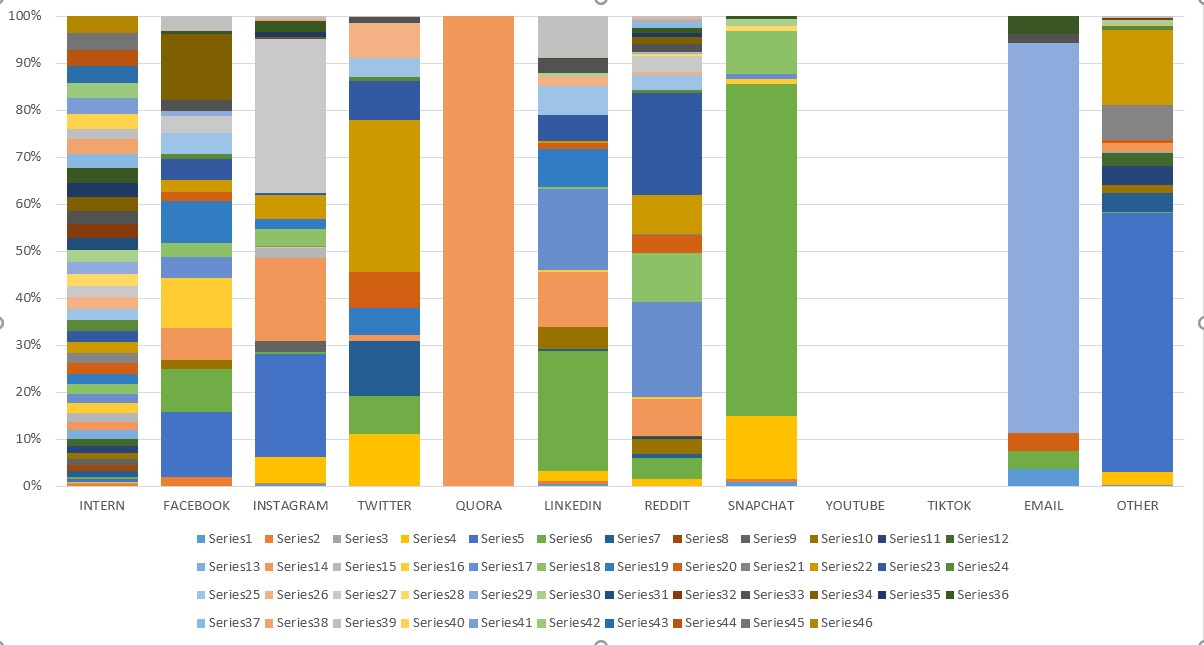 100%
90%
80%
70%
60%
50%
40%
30%
20%
10%
0%
INTERN FACEBOOK INSTAGRAM TWITTER QUORA LINKEDIN REDDIT SNAPCHAT YOUTUBE TIKTOK EMAIL OTHER
Series1 Series2 Series3 Series4 Series5 Series6 Series7 Series8 Series9 Series10 Series11 Series12
Series13 Series14 Series15 Series16 Series17 Series18 Series19 Series20 Series21 Series22 Series23 Series24
Series25 Series26 Series27 Series28 Series29 Series30 Series31 Series32 Series33 Series34 Series35 Series36
Series37 Series38 Series39 Series40 Series41 Series42 Series43 Series44 Series45 Series46